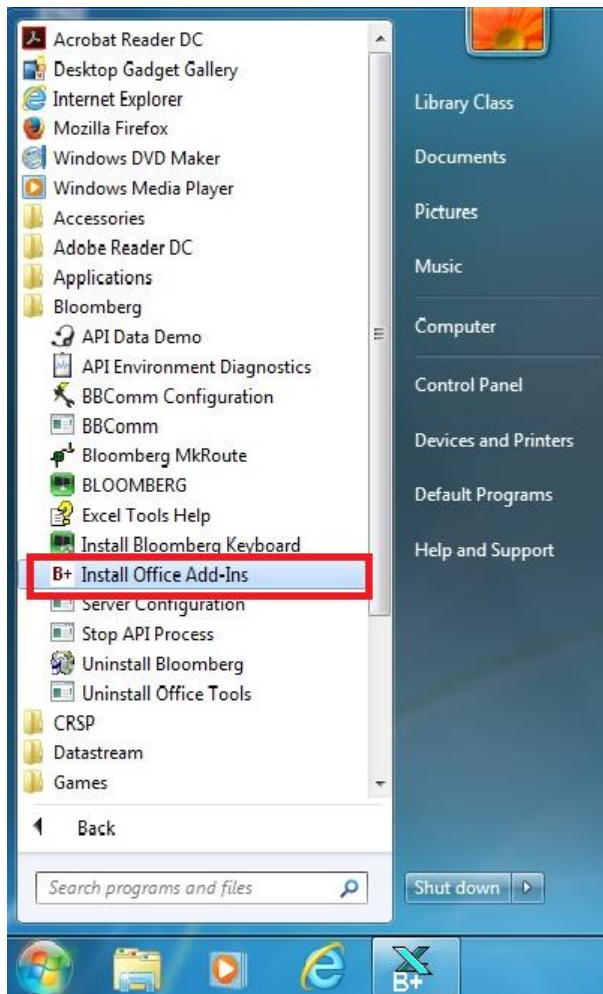 Acrobat Reader DC
Desktop Gadget Gallery
Internet Explorer
Mozilla Firefox
Windows DVD Maker
Windows Media Player
Accessories
Adobe Reader DC
Applications
Bloomberg
API Data Demo
API Environment Diagnostics
BBComm Configuration
BBComm
Bloomberg MkRoute
BLOOMBERG
Excel Tools Help
Install Bloomberg Keyboard
B+ Install Office Add-Ins
Server Configuration
Stop API Process
Uninstall Bloomberg
Uninstall Office Tools
CRSP
Datastream
Games
Back
Search programs and files
Library Class
Documents
Pictures
Music
Computer
Control Panel
Devices and Printers
Default Programs
Help and Support
Shut down
B+